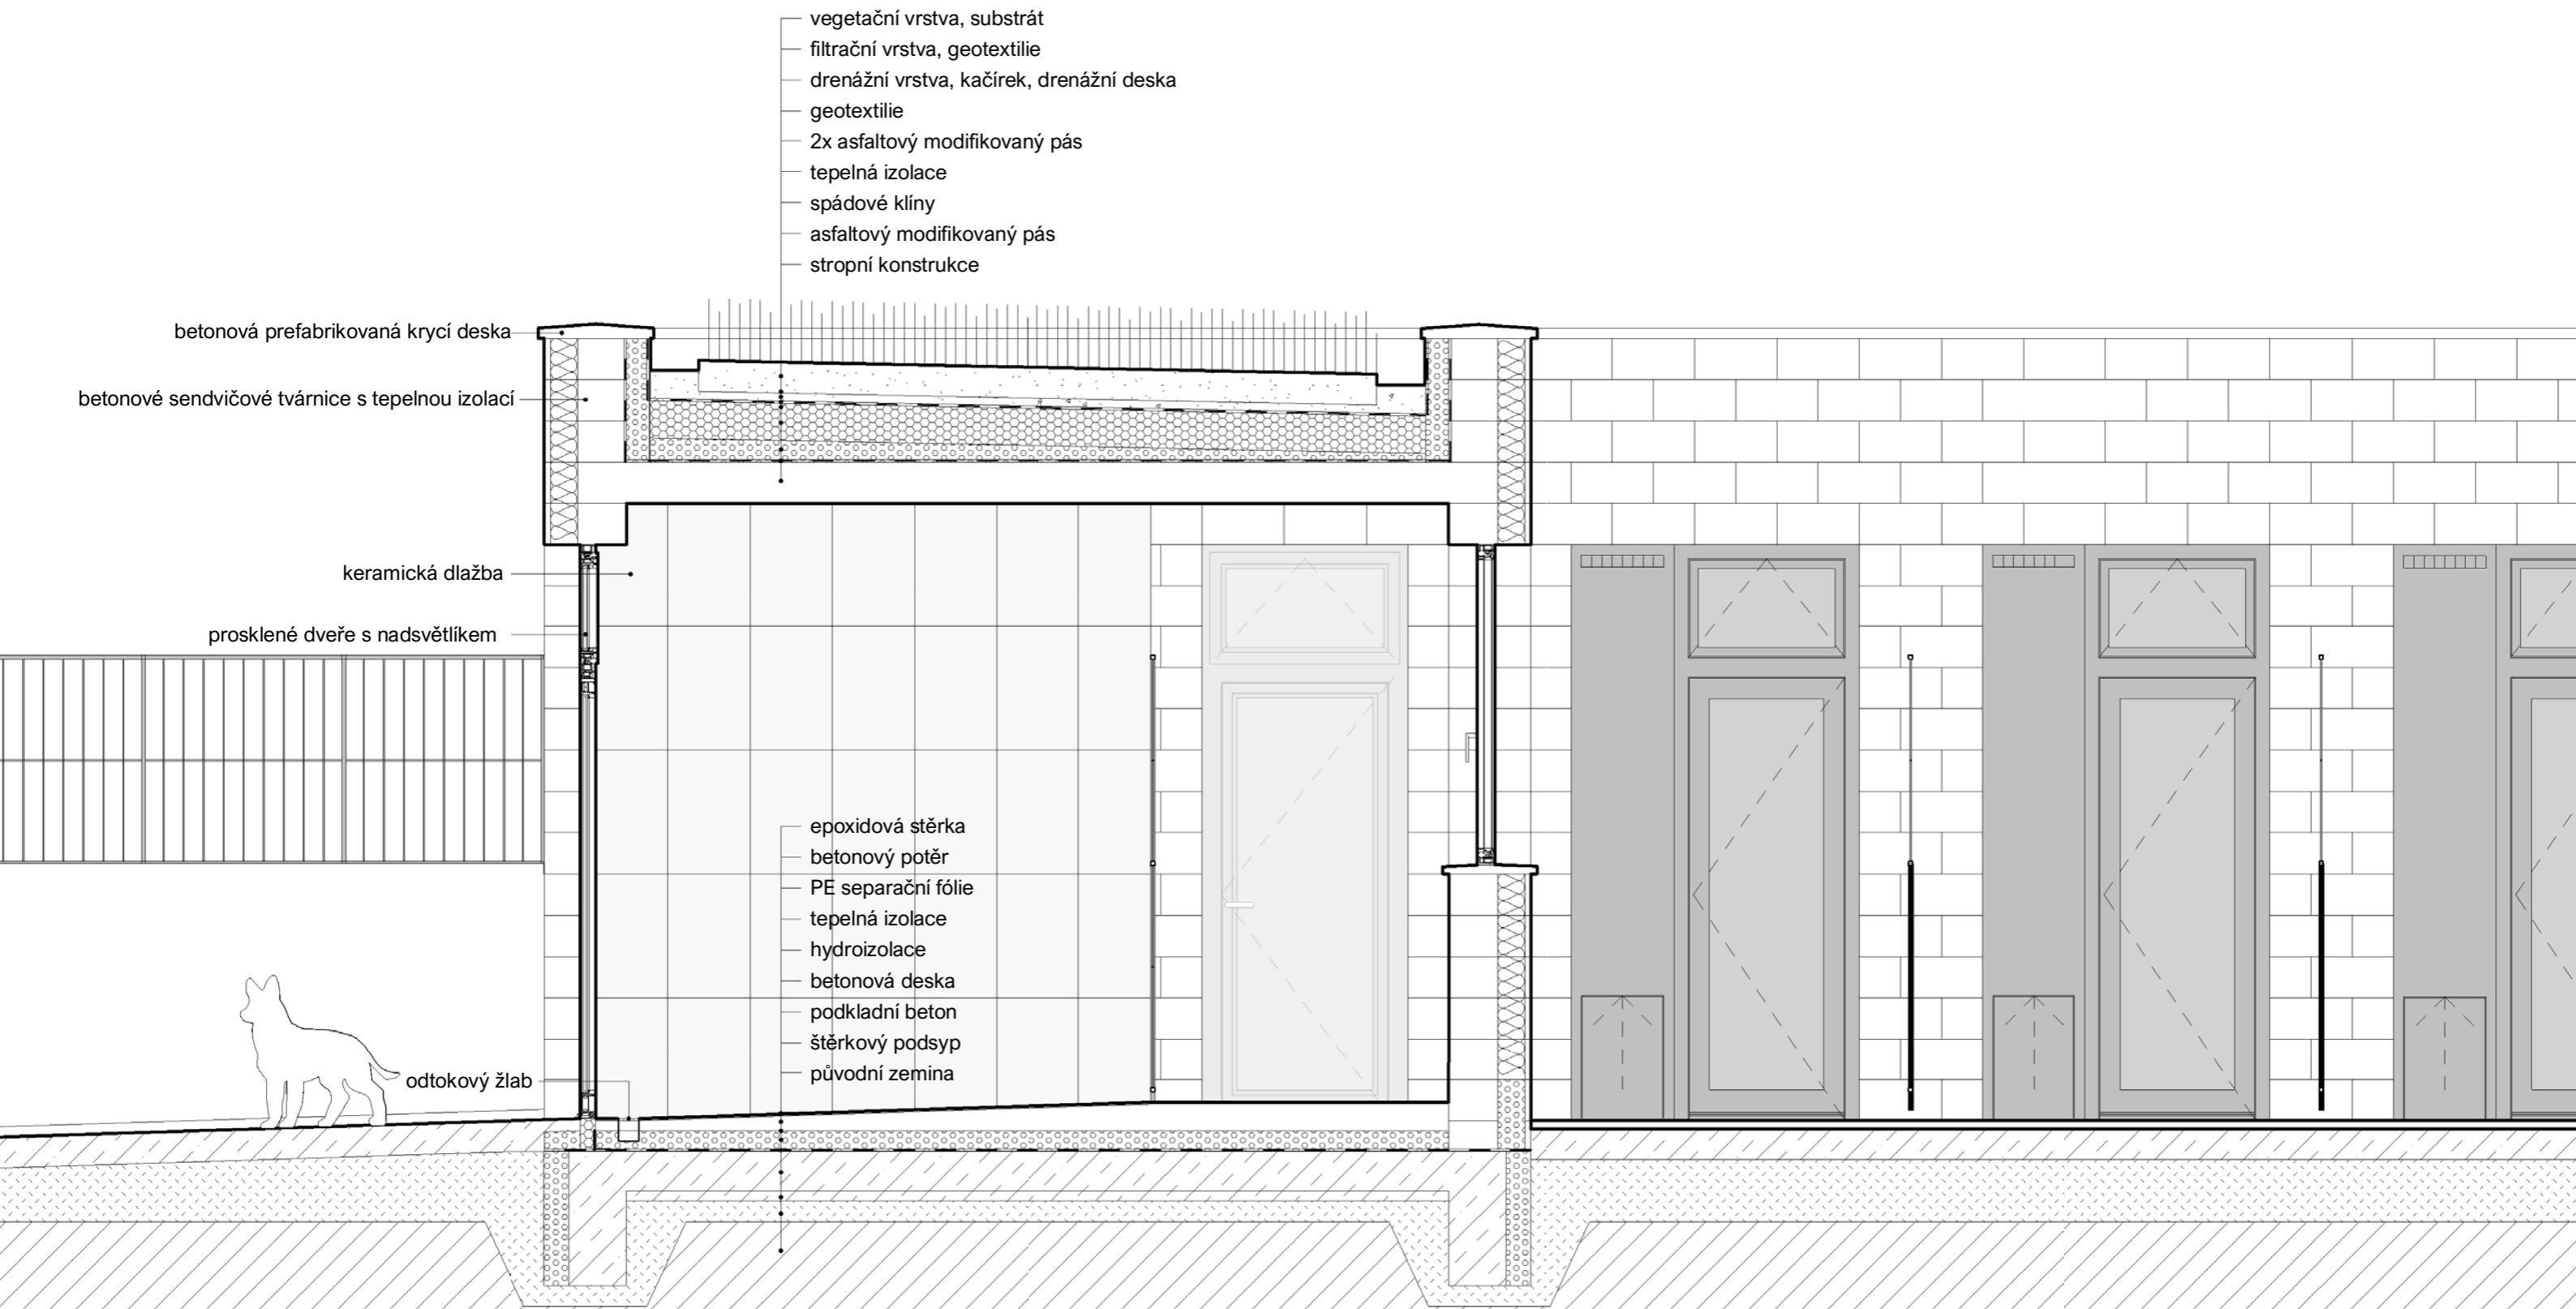 vegetační vrstva, substrát
filtrační vrstva, geotextilie
drenážní vrstva, kačírek, drenážní deska
geotextilie
2x asfaltový modifikovaný pás
tepelná izolace
spádové klíny
asfaltový modifikovaný pás
stropní konstrukce
betonová prefabrikovaná krycí deska
betonové sendvičové tvárnice s tepelnou izolací
keramická dlažba
prosklené dveře s nadsvětlíkem
epoxidová stěrka
betonový potěr
PE separační fólie
tepelná izolace
hydroizolace
betonová deska
podkladní beton
štěrkový podsyp
původní zemina
odtokový žlab